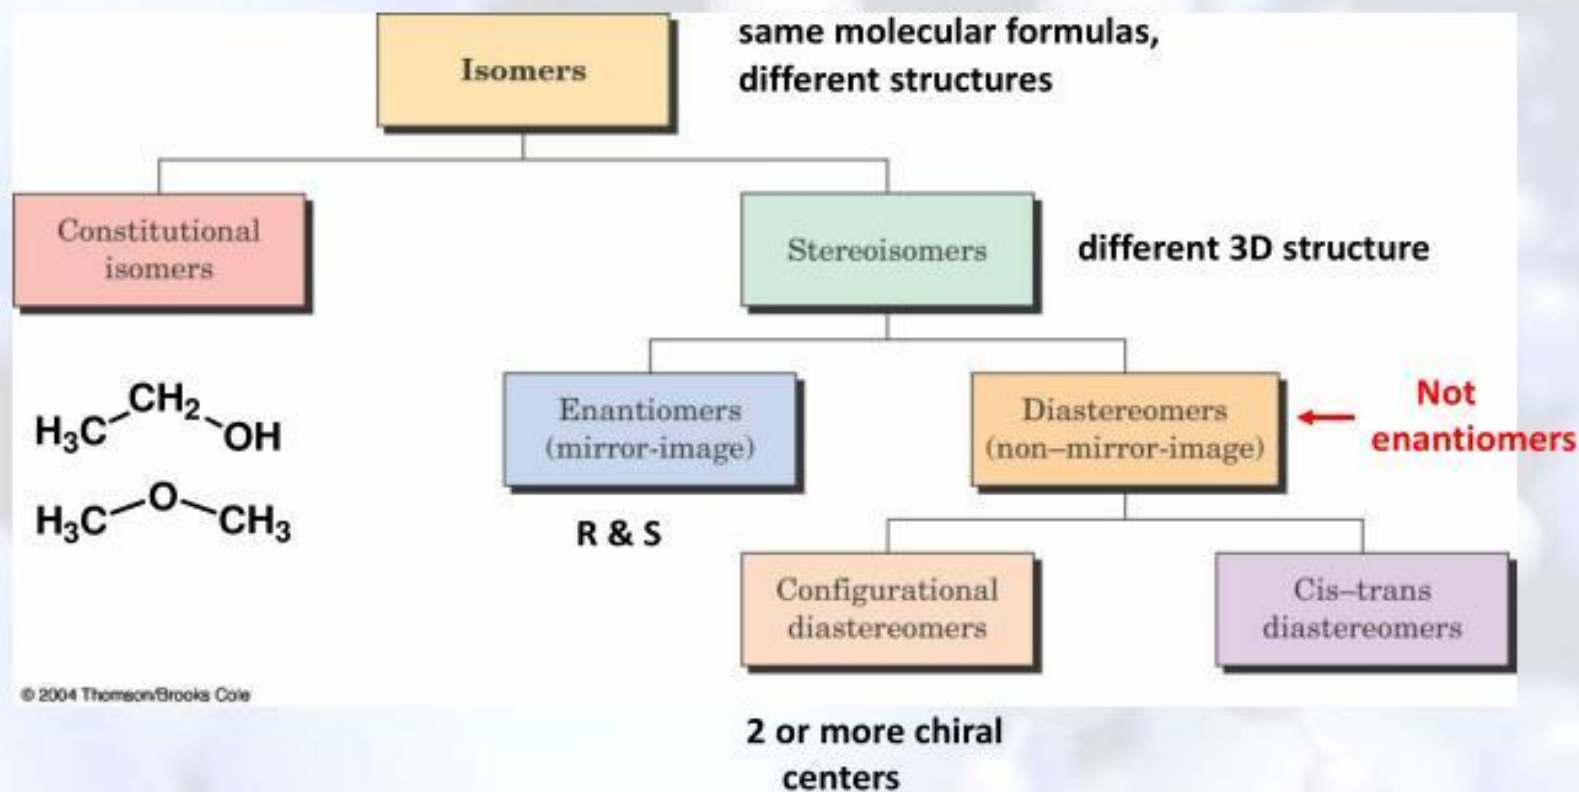 Isomers
same molecular formulas,
different structures
Constitutional
isomers
Stereoisomers
different 3D structure
H₃C CH₂ OH
H₃C O CH₃
Enantiomers
(mirror-image)
R & S
Diastereomers
(non–mirror-image)
Not
enantiomers
Configurational
diastereomers
Cis–trans
diastereomers
© 2004 Thomson/Brooks Cole
2 or more chiral
centers